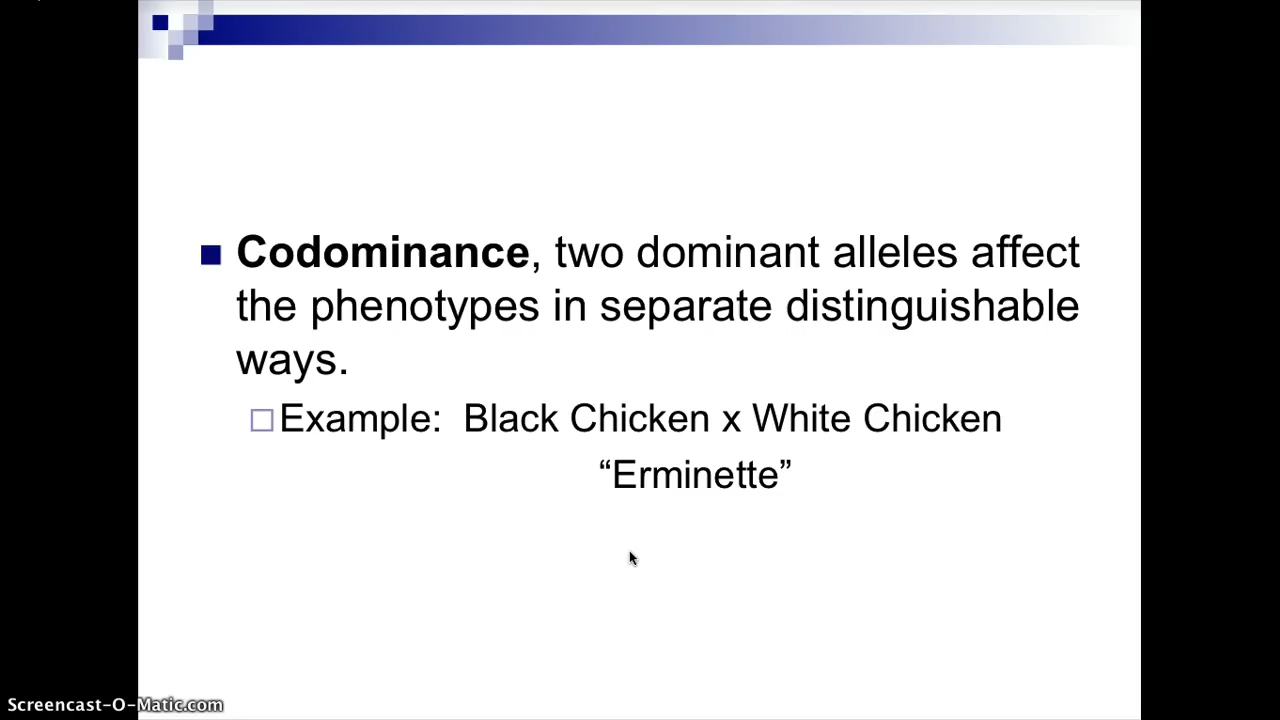 Codominance, two dominant alleles affect
the phenotypes in separate distinguishable
ways.
Example: Black Chicken x White Chicken
“Erminette”
Screencast-O-Matic.com